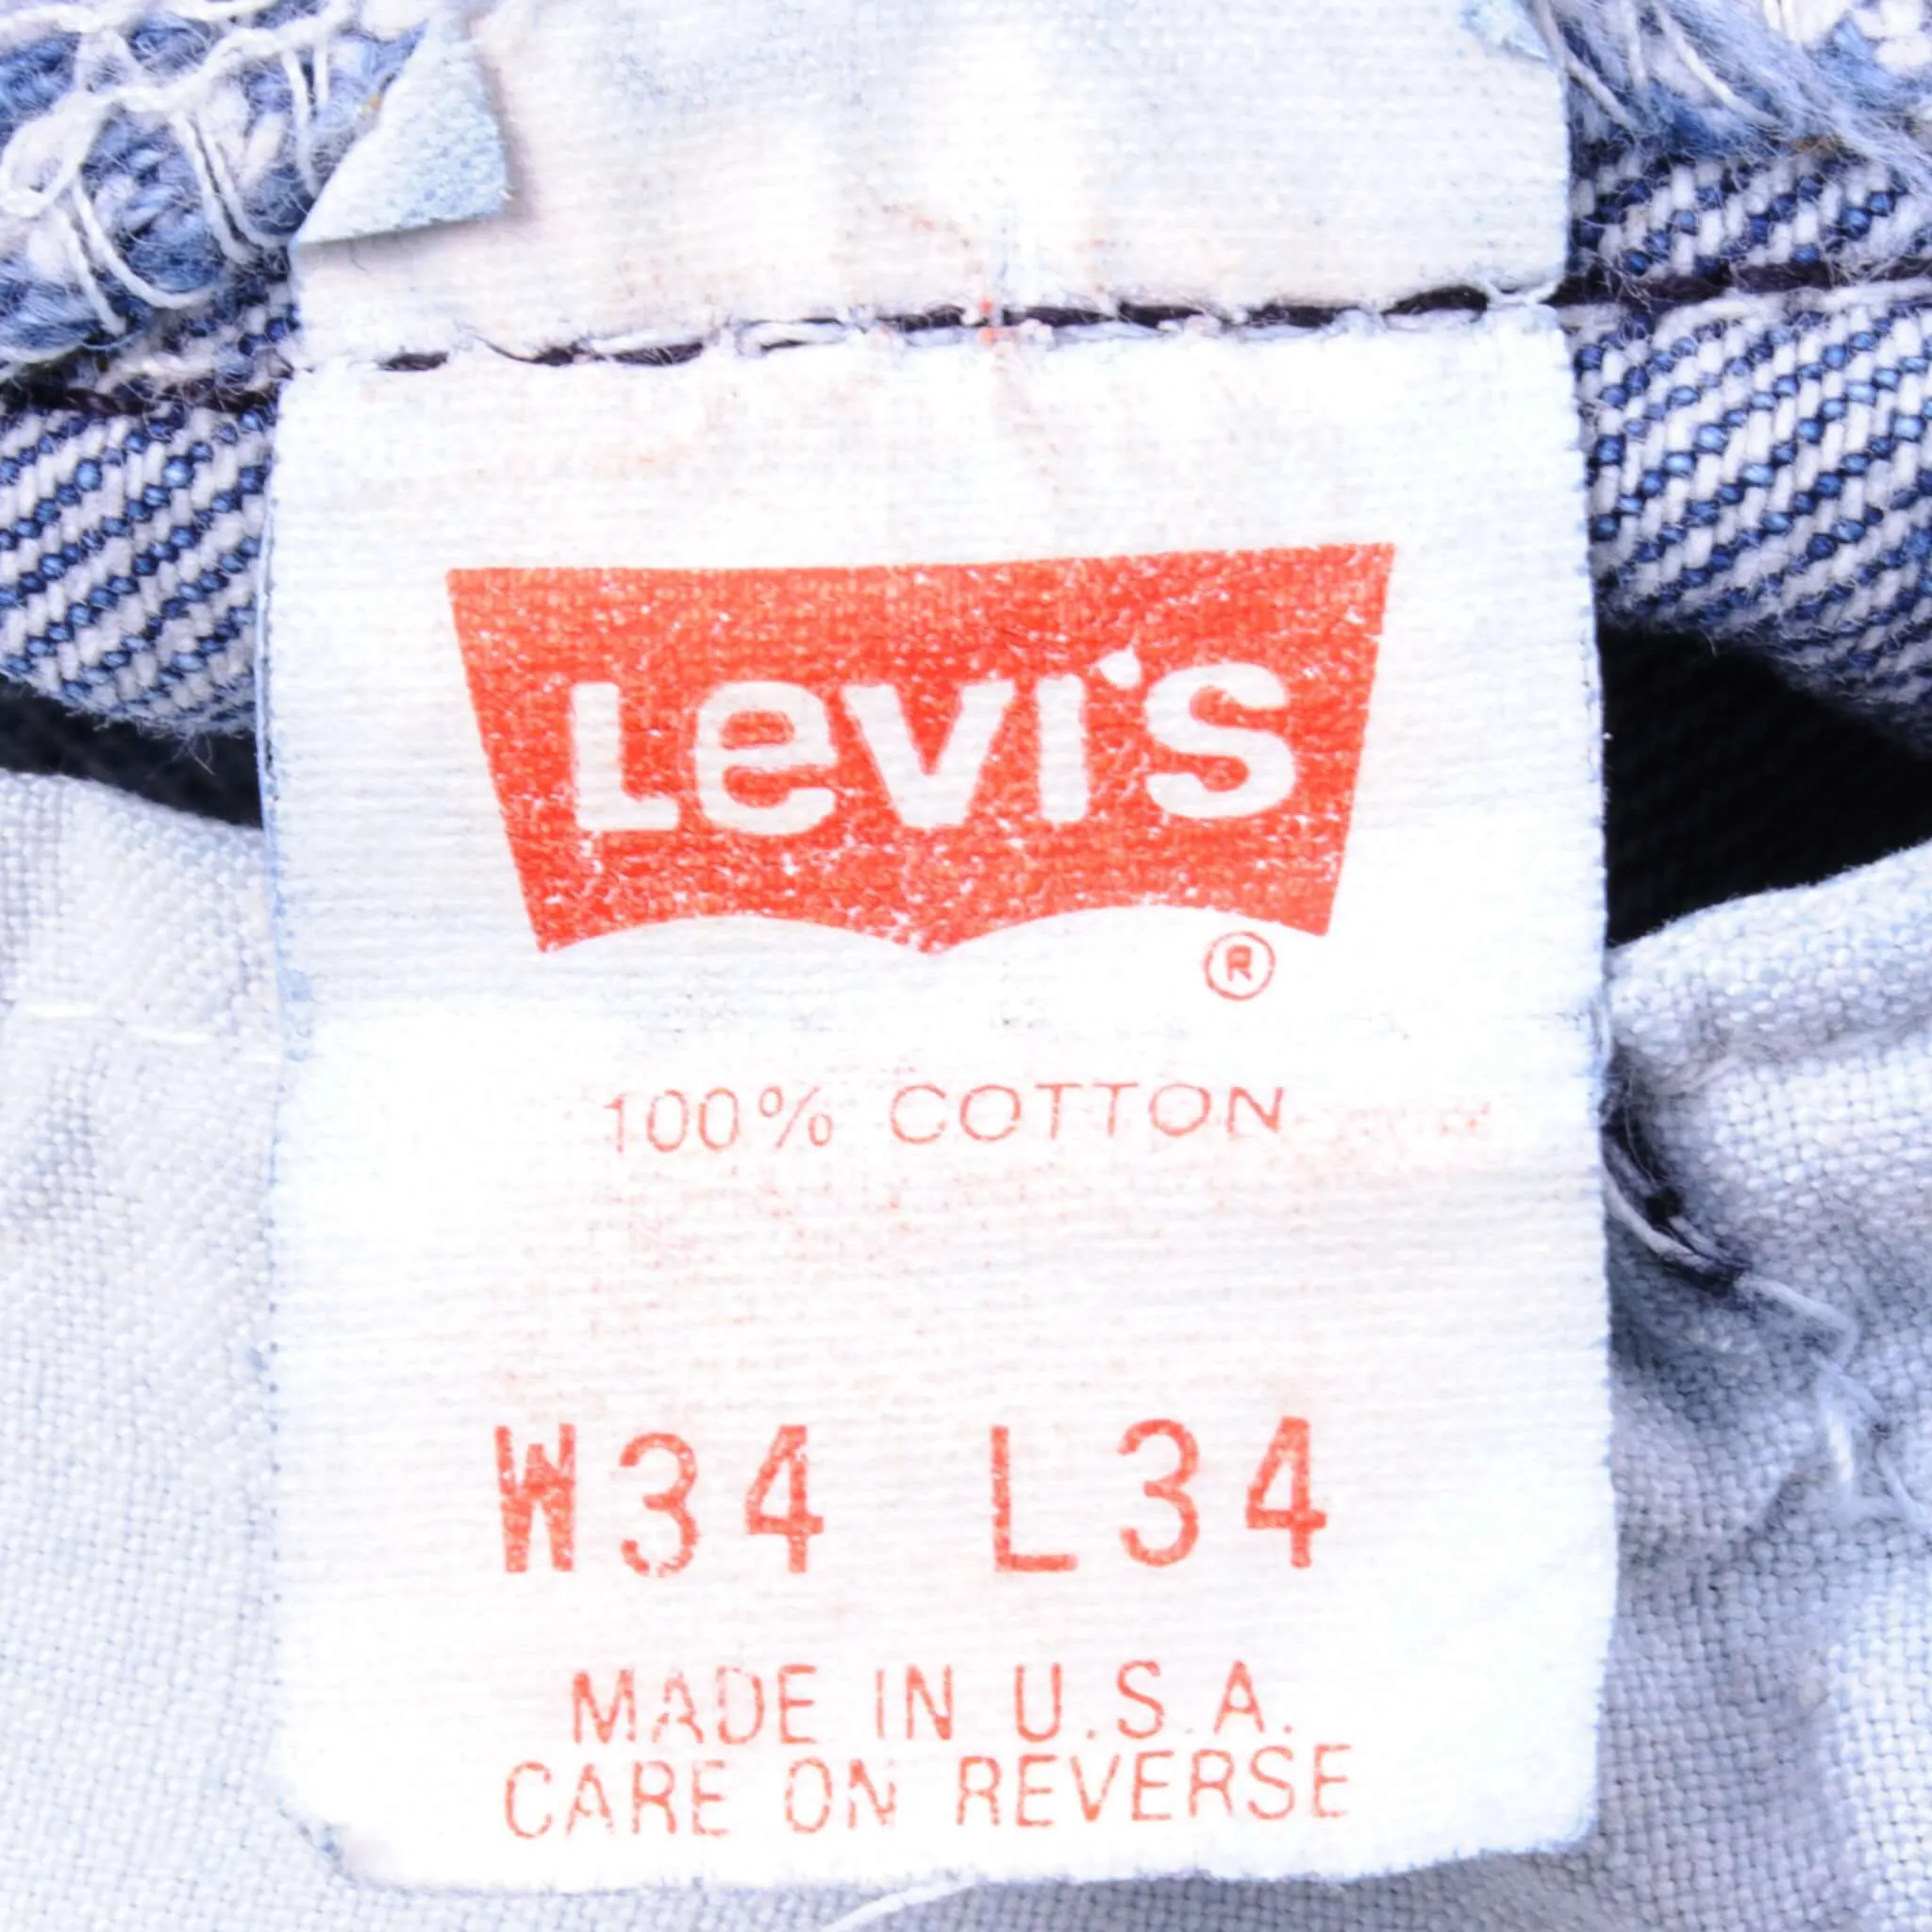 Levi's
®
100% COTTON
W34 L34
MADE IN U.S.A.
CARE ON REVERSE